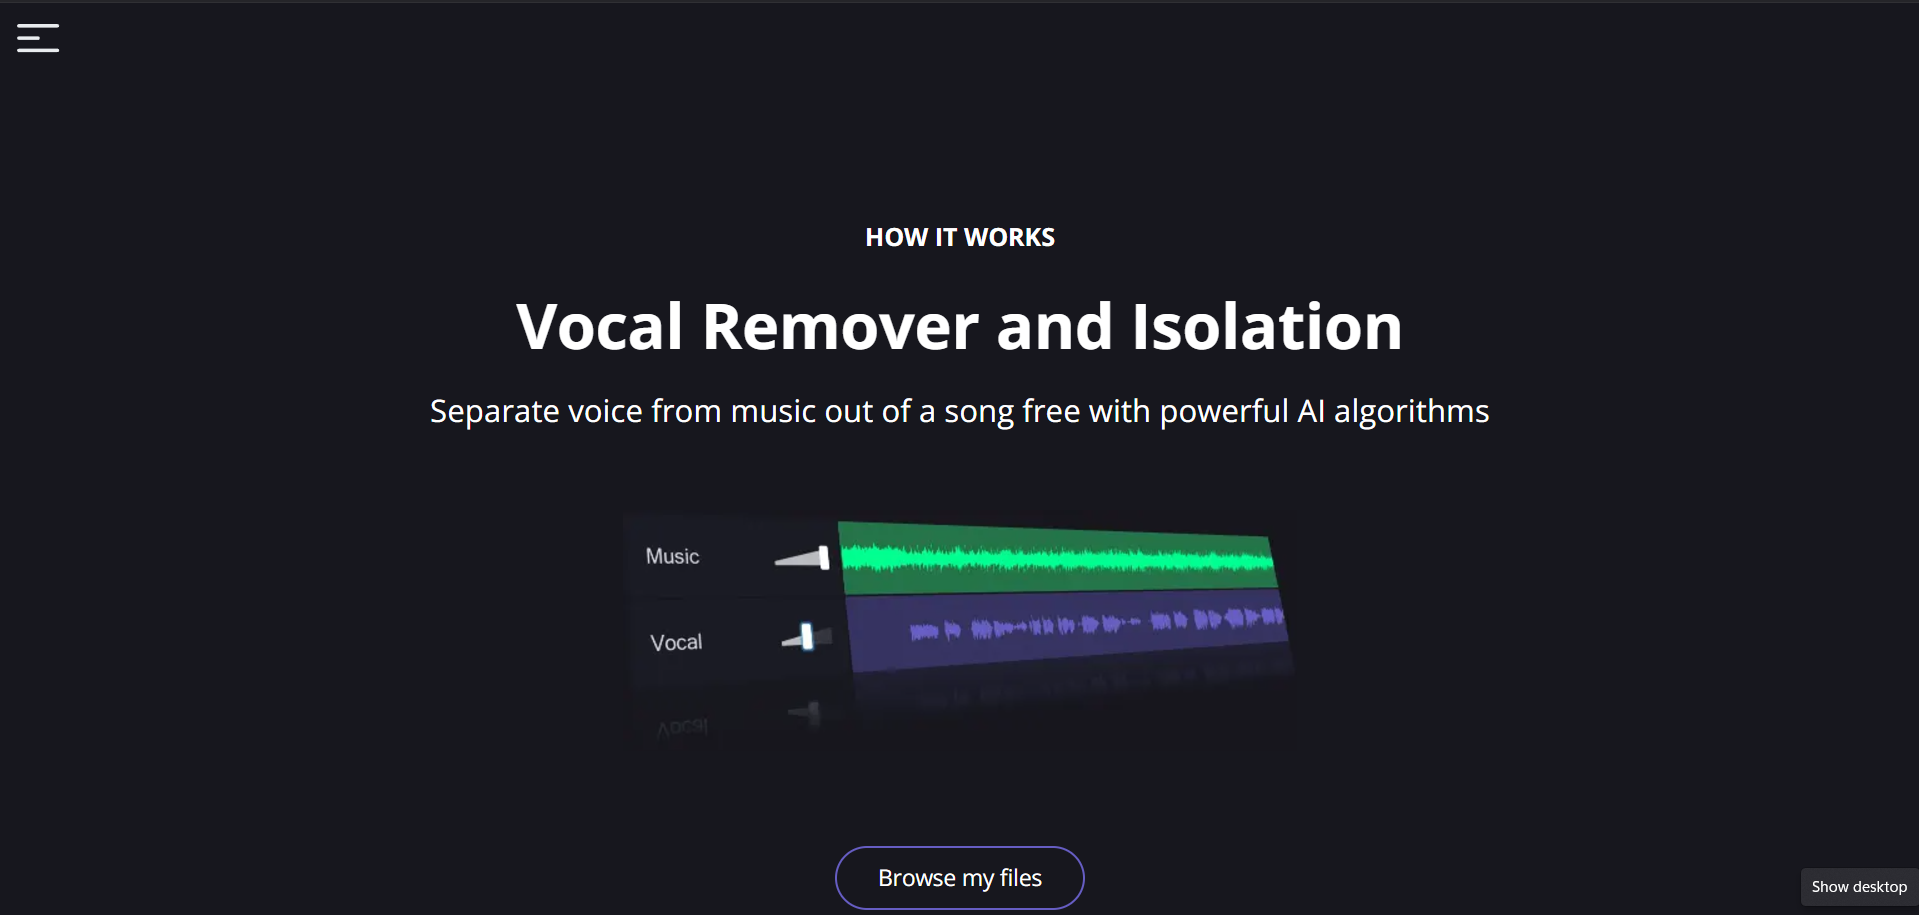 HOW IT WORKS
Vocal Remover and Isolation
Separate voice from music out of a song free with powerful AI algorithms
Music
Vocal
Vocal
Browse my files
Show desktop